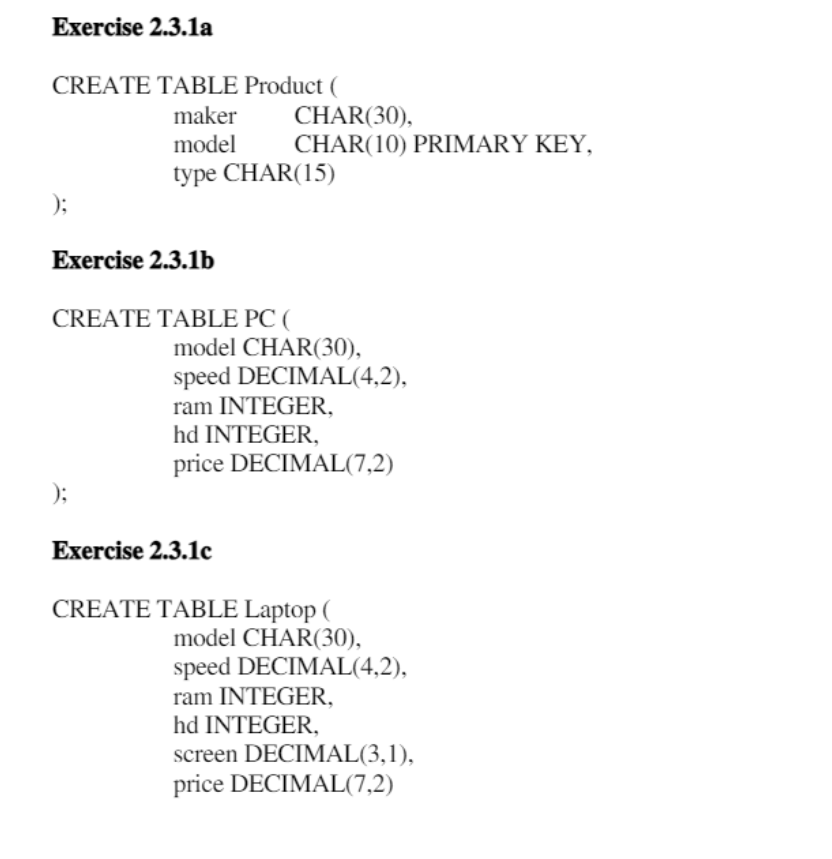 Exercise 2.3.1a
CREATE TABLE Product (
maker CHAR(30),
model CHAR(10) PRIMARY KEY,
type CHAR(15)
);
Exercise 2.3.1b
CREATE TABLE PC (
model CHAR(30),
speed DECIMAL(4,2),
ram INTEGER,
hd INTEGER,
price DECIMAL(7,2)
);
Exercise 2.3.1c
CREATE TABLE Laptop (
model CHAR(30),
speed DECIMAL(4,2),
ram INTEGER,
hd INTEGER,
screen DECIMAL(3,1),
price DECIMAL(7,2)